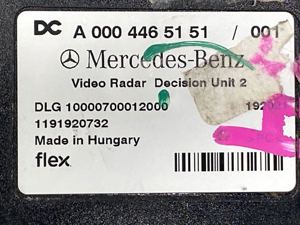 DC A 000 446 51 51 / 001
Mercedes-Benz
Video Radar Decision Unit 2
DLG 10000700012000
1191920732
Made in Hungary
flex